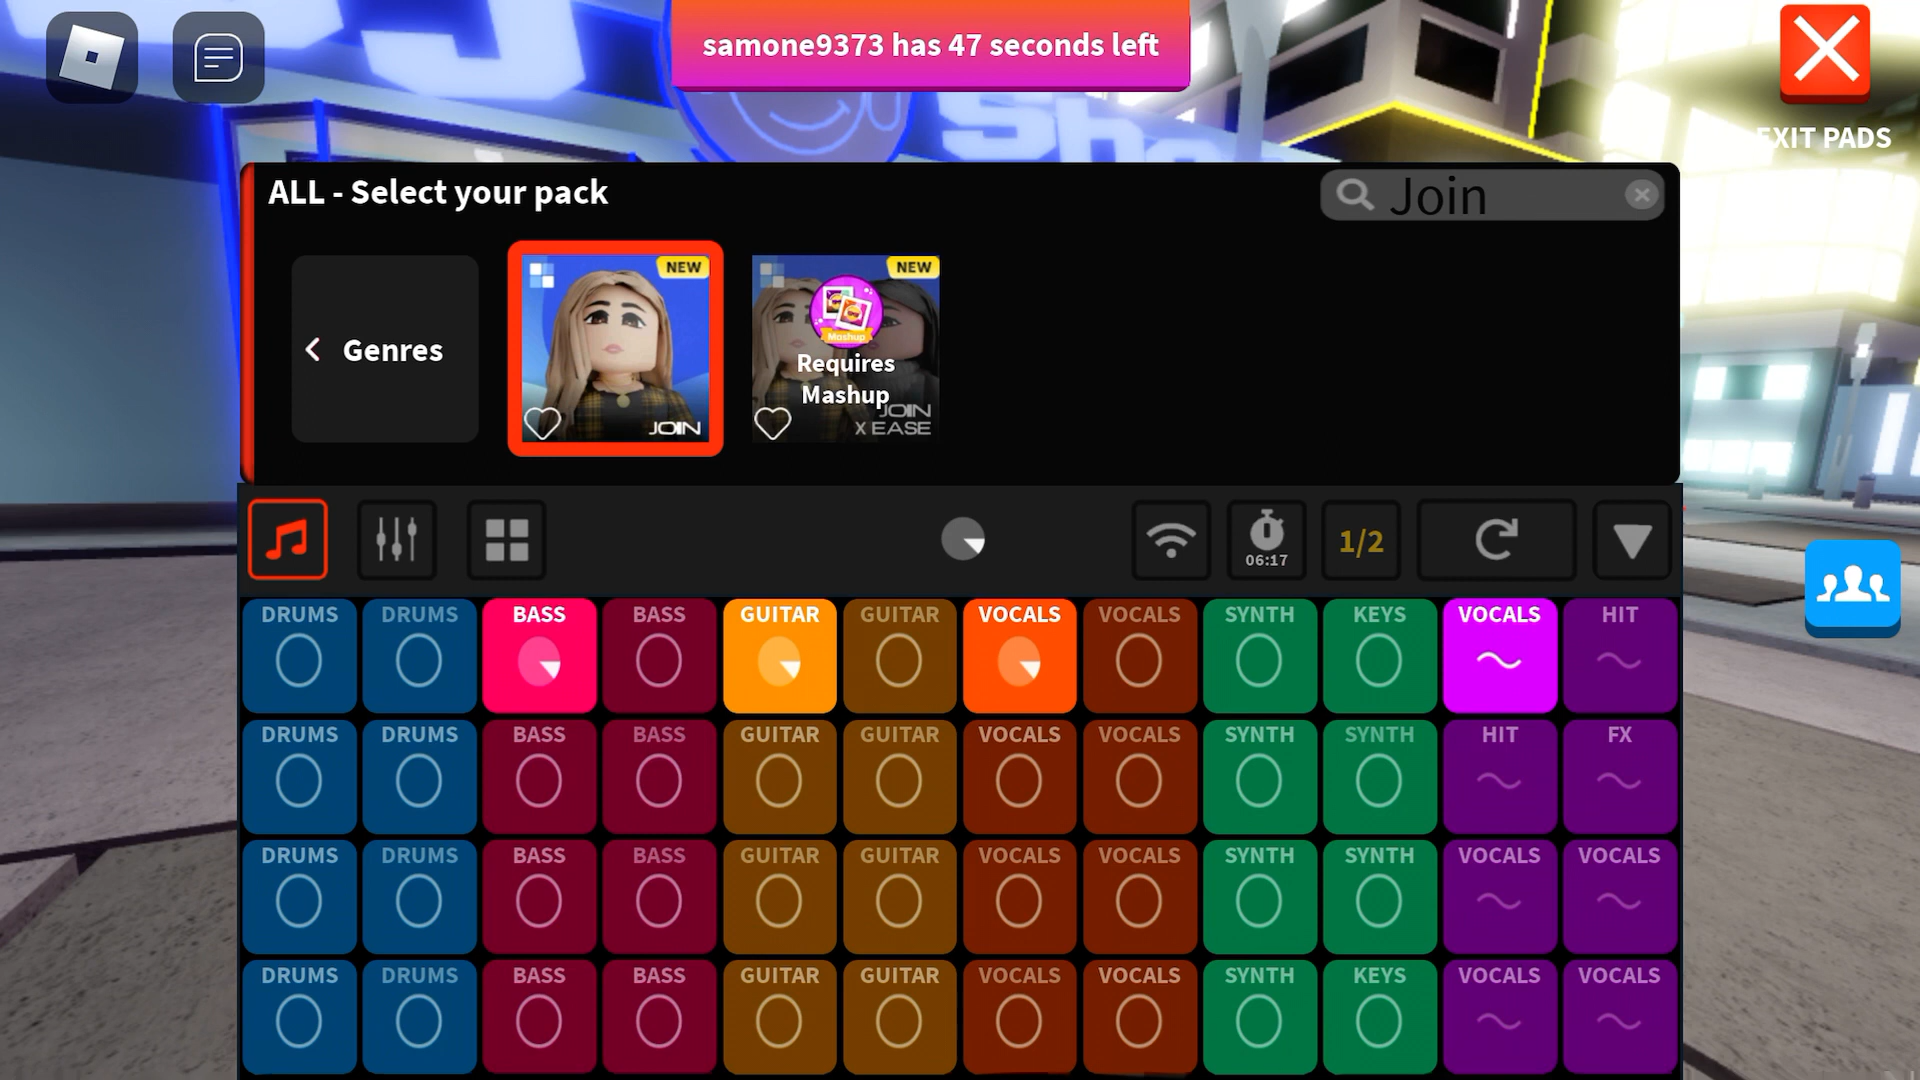 samone9373 has 47 seconds left
EXIT PADS
ALL - Select your pack
Join
Genres
NEW
JOIN
NEW
Mashup
Requires
Mashup
JOIN
X EASE
06:17
1/2
DRUMS DRUMS BASS BASS GUITAR GUITAR VOCALS VOCALS SYNTH KEYS VOCALS HIT
DRUMS DRUMS BASS BASS GUITAR GUITAR VOCALS VOCALS SYNTH SYNTH HIT FX
DRUMS DRUMS BASS BASS GUITAR GUITAR VOCALS VOCALS SYNTH SYNTH VOCALS VOCALS
DRUMS DRUMS BASS BASS GUITAR GUITAR VOCALS VOCALS SYNTH KEYS VOCALS VOCALS